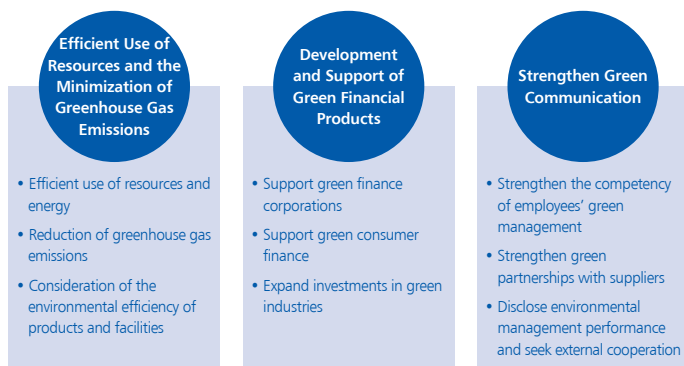 Efficient Use of
Resources and the
Minimization of
Greenhouse Gas
Emissions
• Efficient use of resources and
energy
• Reduction of greenhouse gas
emissions
• Consideration of the
environmental efficiency of
products and facilities
Development
and Support of
Green Financial
Products
• Support green finance
corporations
• Support green consumer
finance
• Expand investments in green
industries
Strengthen Green
Communication
• Strengthen the competency
of employees’ green
management
• Strengthen green
partnerships with suppliers
• Disclose environmental
management performance
and seek external cooperation